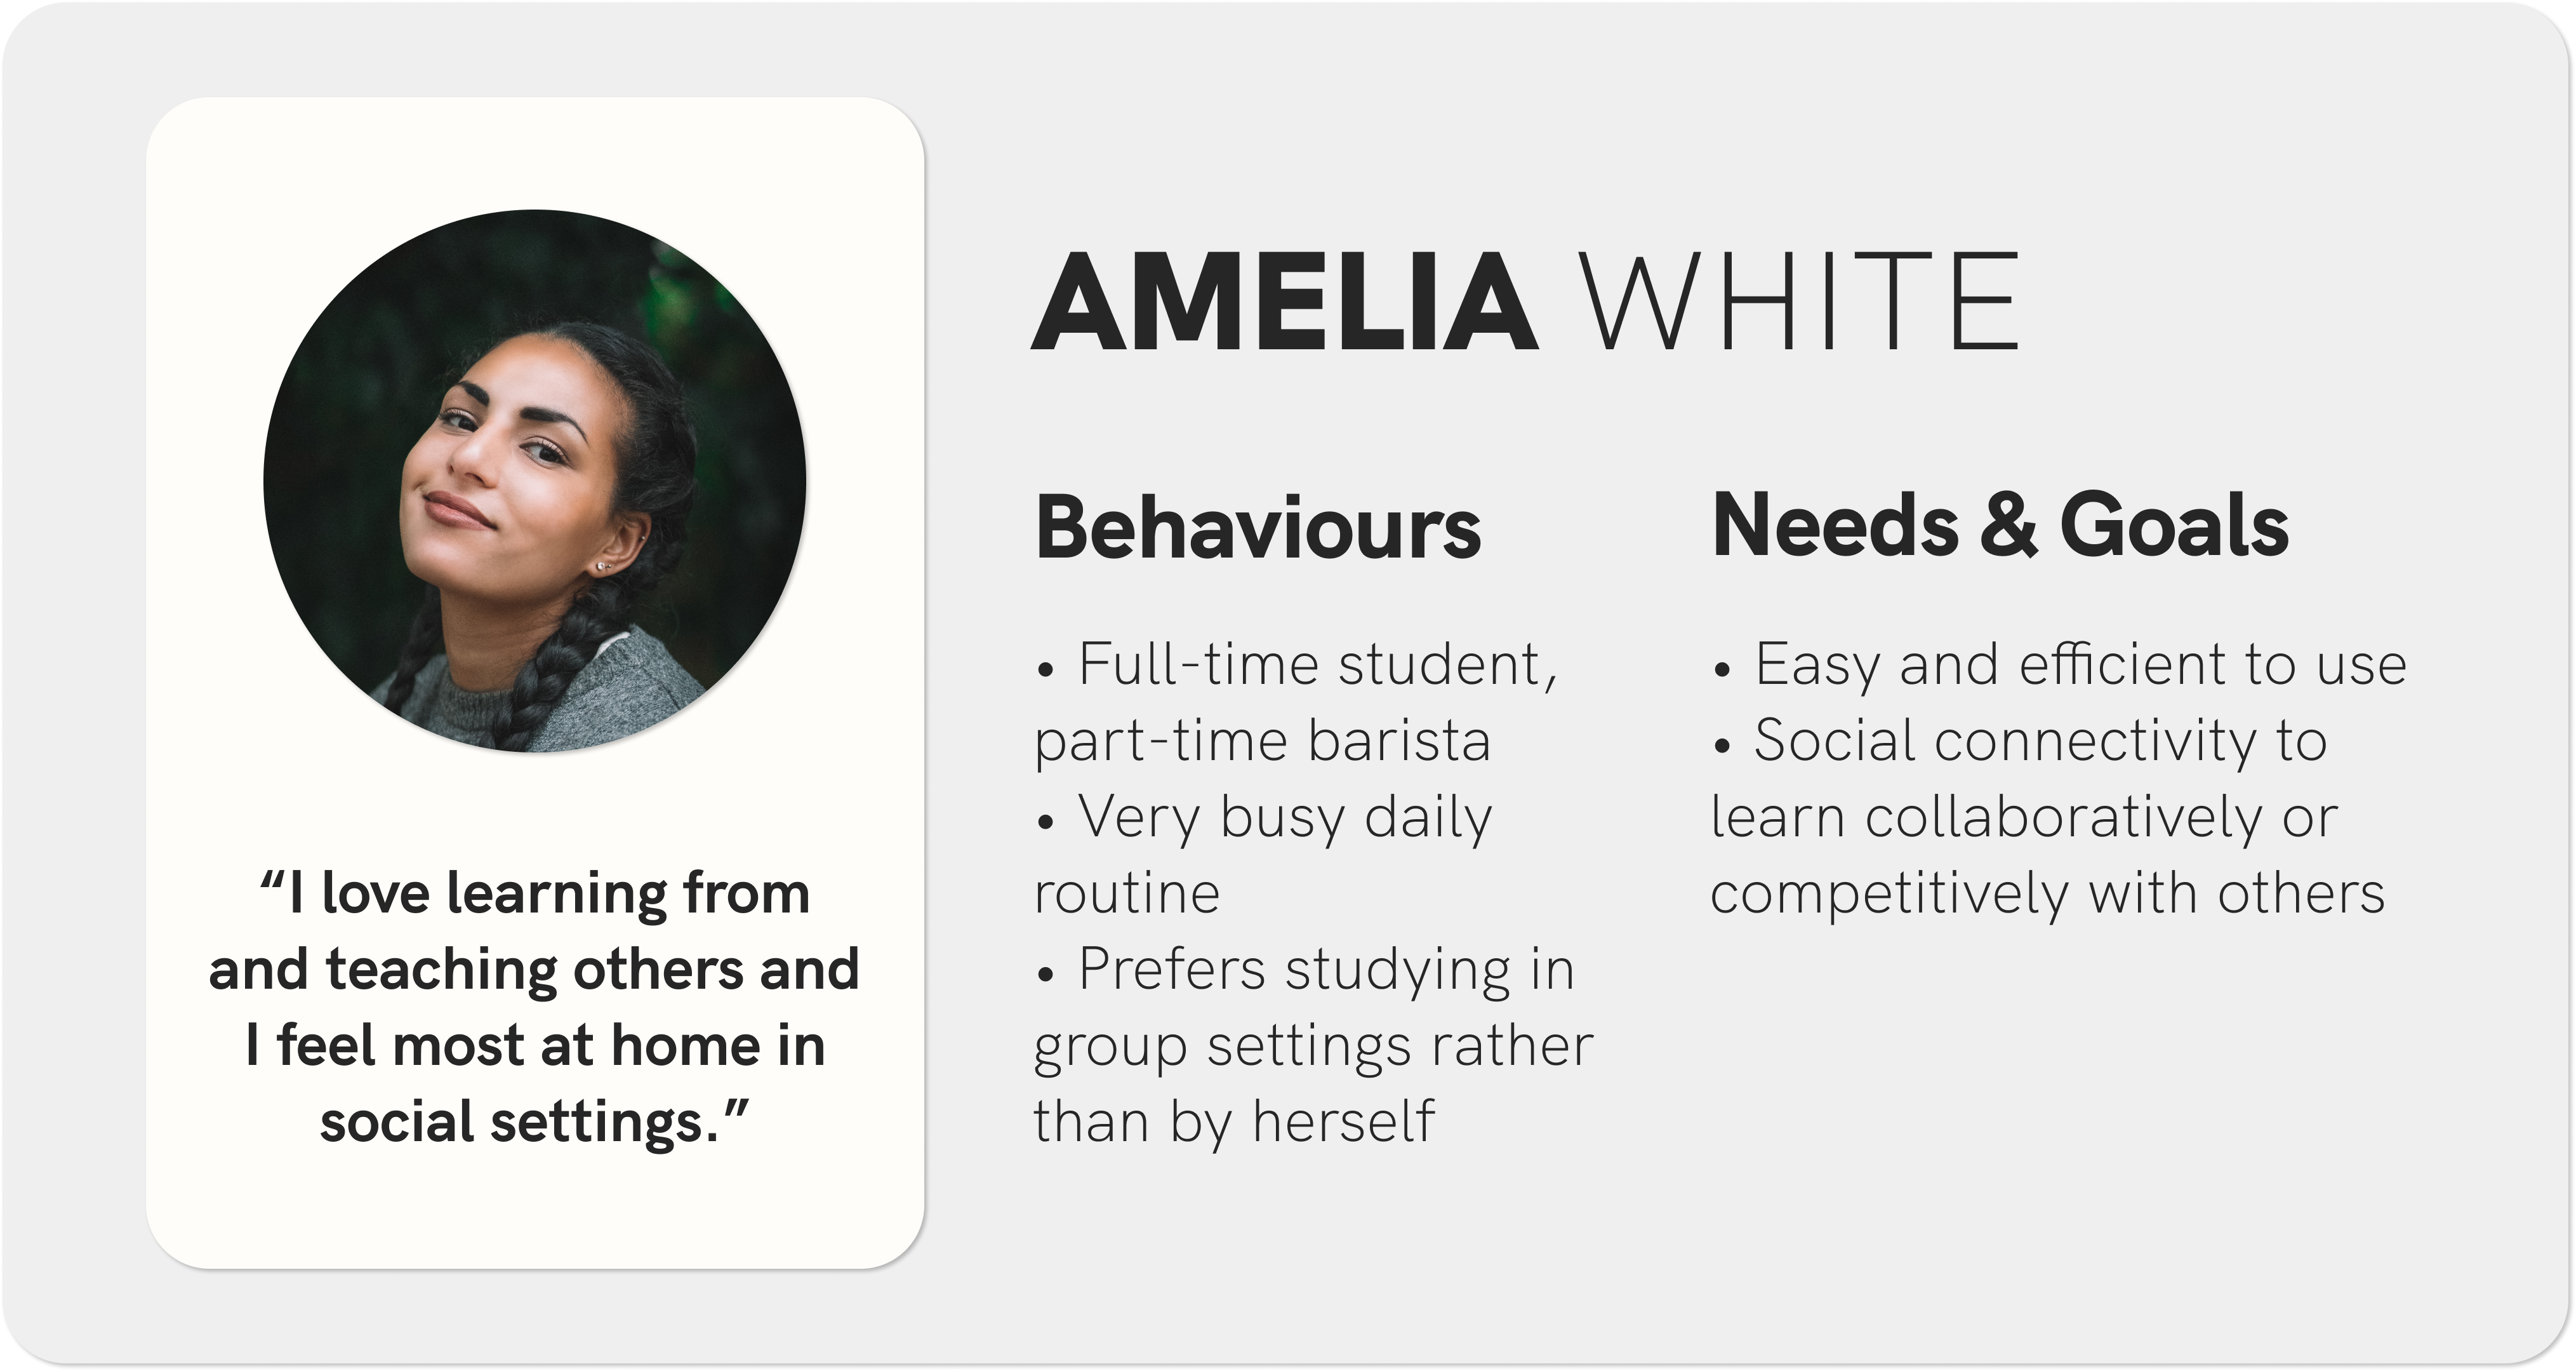 AMELIA WHITE
“I love learning from
and teaching others and
I feel most at home in
social settings.”
Behaviours
• Full-time student,
part-time barista
• Very busy daily
routine
• Prefers studying in
group settings rather
than by herself
Needs & Goals
• Easy and efficient to use
• Social connectivity to
learn collaboratively or
competitively with others